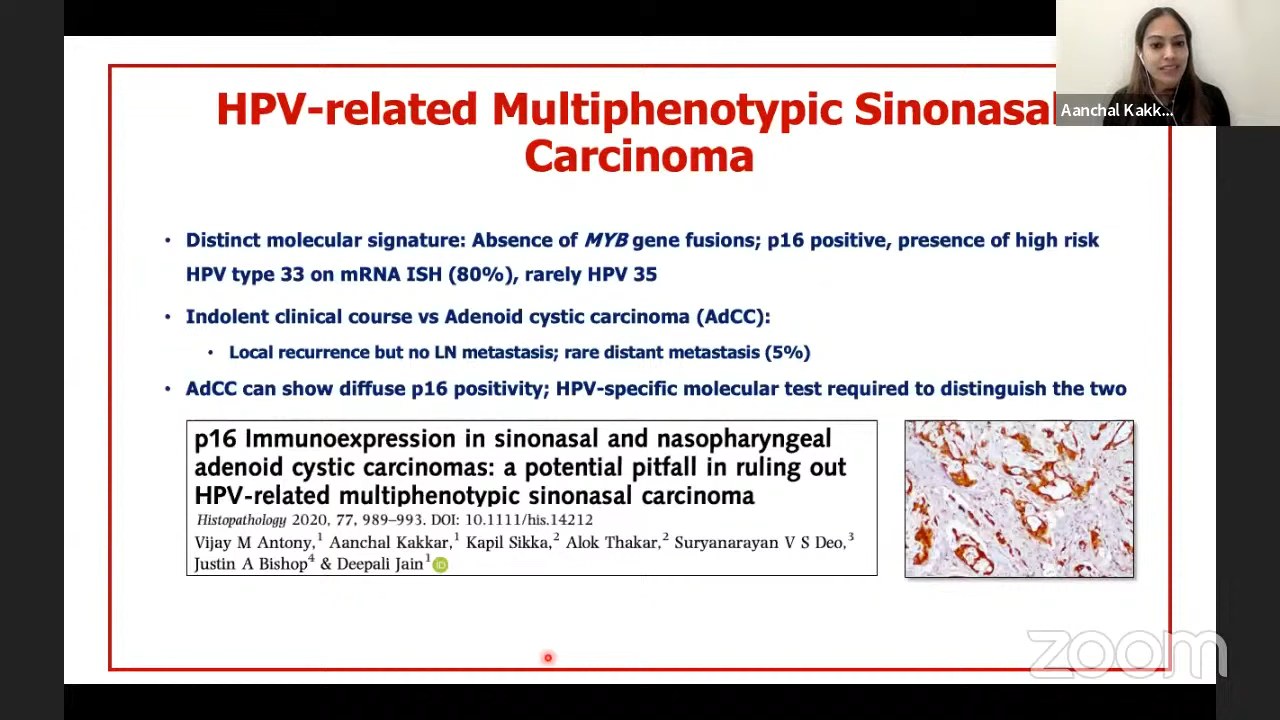 HPV-related Multiphenotypic Sinonasal
Carcinoma
Aanchal Kakk...
• Distinct molecular signature: Absence of MYB gene fusions; p16 positive, presence of high risk
HPV type 33 on mRNA ISH (80%), rarely HPV 35
• Indolent clinical course vs Adenoid cystic carcinoma (AdCC):
• Local recurrence but no LN metastasis; rare distant metastasis (5%)
• AdCC can show diffuse p16 positivity; HPV-specific molecular test required to distinguish the two
p16 Immunoexpression in sinonasal and nasopharyngeal
adenoid cystic carcinomas: a potential pitfall in ruling out
HPV-related multiphenotypic sinonasal carcinoma
Histopathology 2020, 77, 989–993. DOI: 10.1111/his.14212
Vijay M Antony,¹ Aanchal Kakkar,¹ Kapil Sikka,² Alok Thakar,² Suryanarayan V S Deo,³
Justin A Bishop⁴ & Deepali Jain¹ iD
zoom